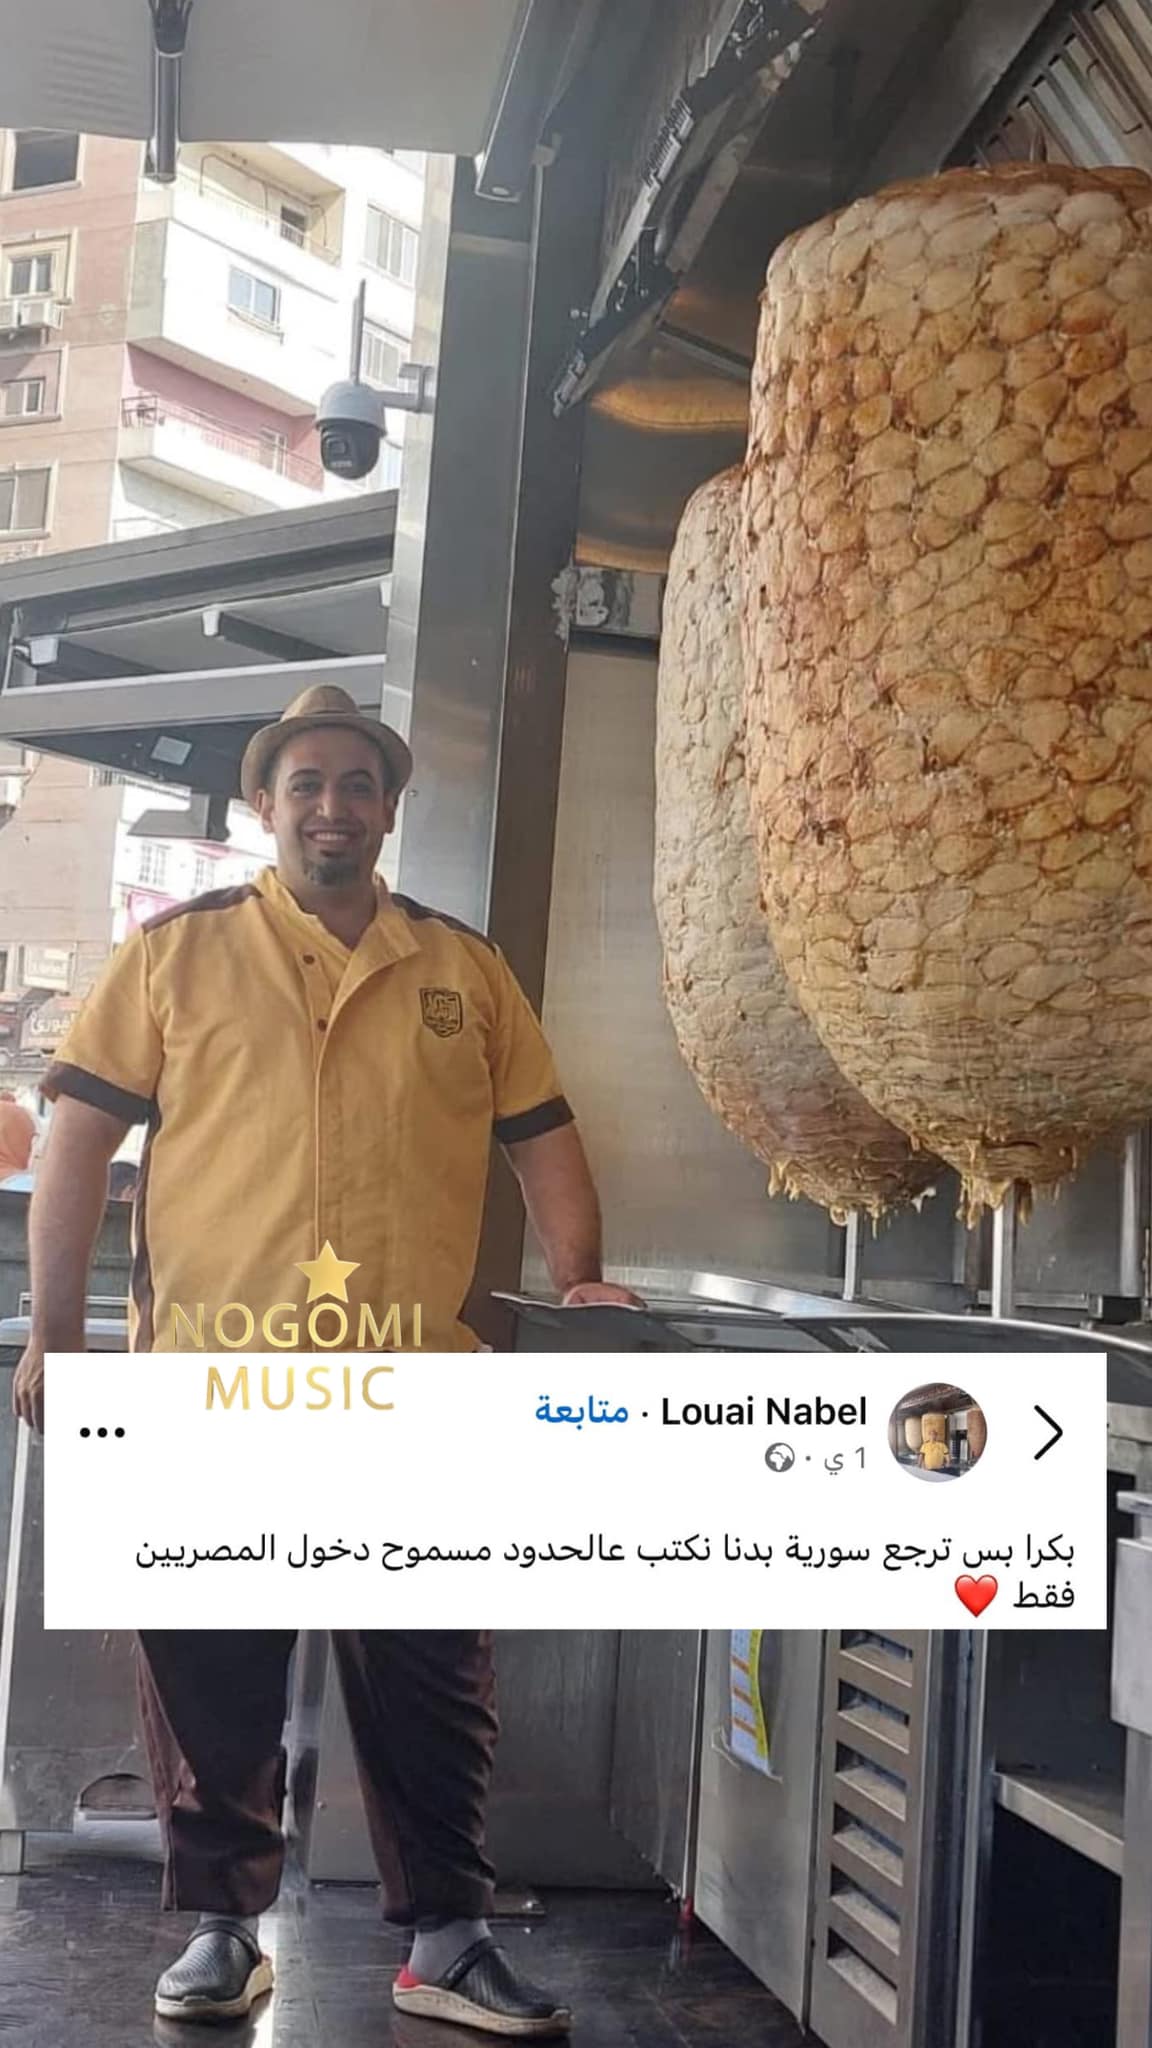 NOGOMI
MUSIC
Louai Nabel · متابعة
1 ي ·
بكرا بس ترجع سورية بدنا نكتب عالحدود مسموح دخول المصريين
فقط ❤️